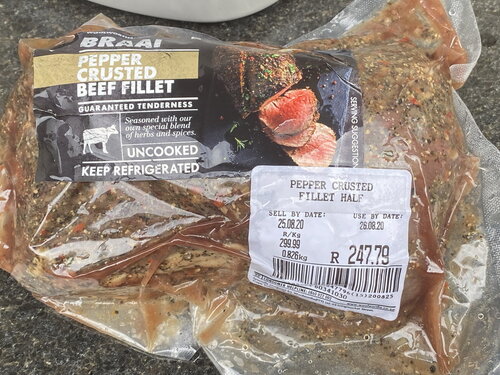 BRAAI
PEPPER
CRUSTED
BEEF FILLET
GUARANTEED TENDERNESS
Seasoned with our
own special blend
of herbs and spices.
UNCOOKED
KEEP REFRIGERATED
SERVING SUGGESTION
PEPPER CRUSTED
FILLET HALF
SELL BY DATE:
USE BY DATE:
25.08.20
26.08.20
R/Kg
299.99
0.826kg
R 247.79